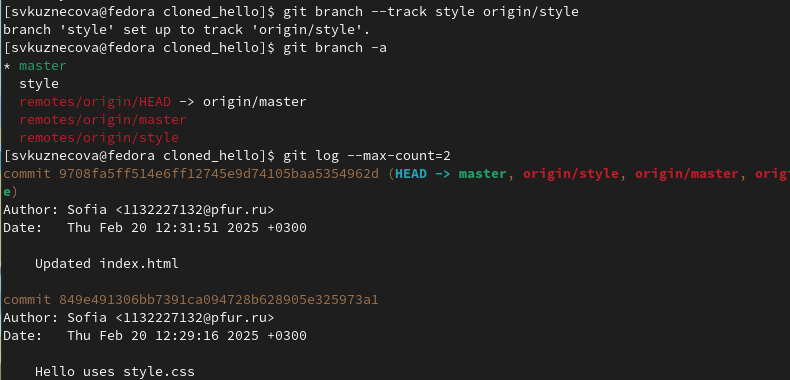 [svkuznecova@fedora cloned_hello]$ git branch --track style origin/style
branch 'style' set up to track 'origin/style'.
[svkuznecova@fedora cloned_hello]$ git branch -a
* master
  style
  remotes/origin/HEAD -> origin/master
  remotes/origin/master
  remotes/origin/style
[svkuznecova@fedora cloned_hello]$ git log --max-count=2
commit 9708fa5ff514e6ff12745e9d74105baa5354962d (HEAD -> master, origin/style, origin/master, orig
e)
Author: Sofia <1132227132@pfur.ru>
Date:   Thu Feb 20 12:31:51 2025 +0300

    Updated index.html

commit 849e491306bb7391ca094728b628905e325973a1
Author: Sofia <1132227132@pfur.ru>
Date:   Thu Feb 20 12:29:16 2025 +0300

    Hello uses style.css